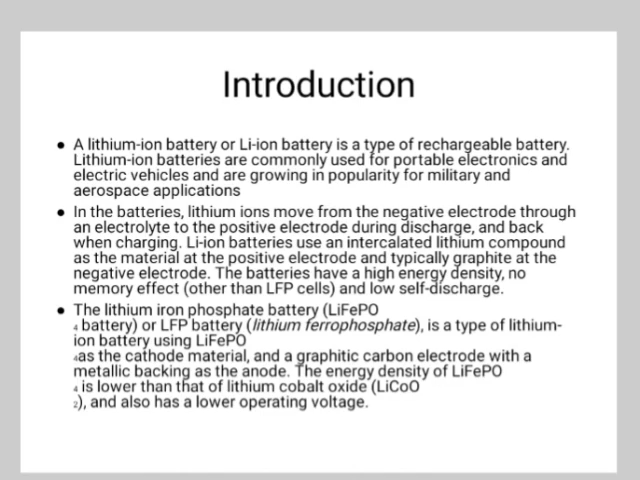 Introduction
● A lithium-ion battery or Li-ion battery is a type of rechargeable battery.
Lithium-ion batteries are commonly used for portable electronics and
electric vehicles and are growing in popularity for military and
aerospace applications
● In the batteries, lithium ions move from the negative electrode through
an electrolyte to the positive electrode during discharge, and back
when charging. Li-ion batteries use an intercalated lithium compound
as the material at the positive electrode and typically graphite at the
negative electrode. The batteries have a high energy density, no
memory effect (other than LFP cells) and low self-discharge.
● The lithium iron phosphate battery (LiFePO
4 battery) or LFP battery (lithium ferrophosphate), is a type of lithium-
ion battery using LiFePO
4as the cathode material, and a graphitic carbon electrode with a
metallic backing as the anode. The energy density of LiFePO
4 is lower than that of lithium cobalt oxide (LiCoO
2), and also has a lower operating voltage.